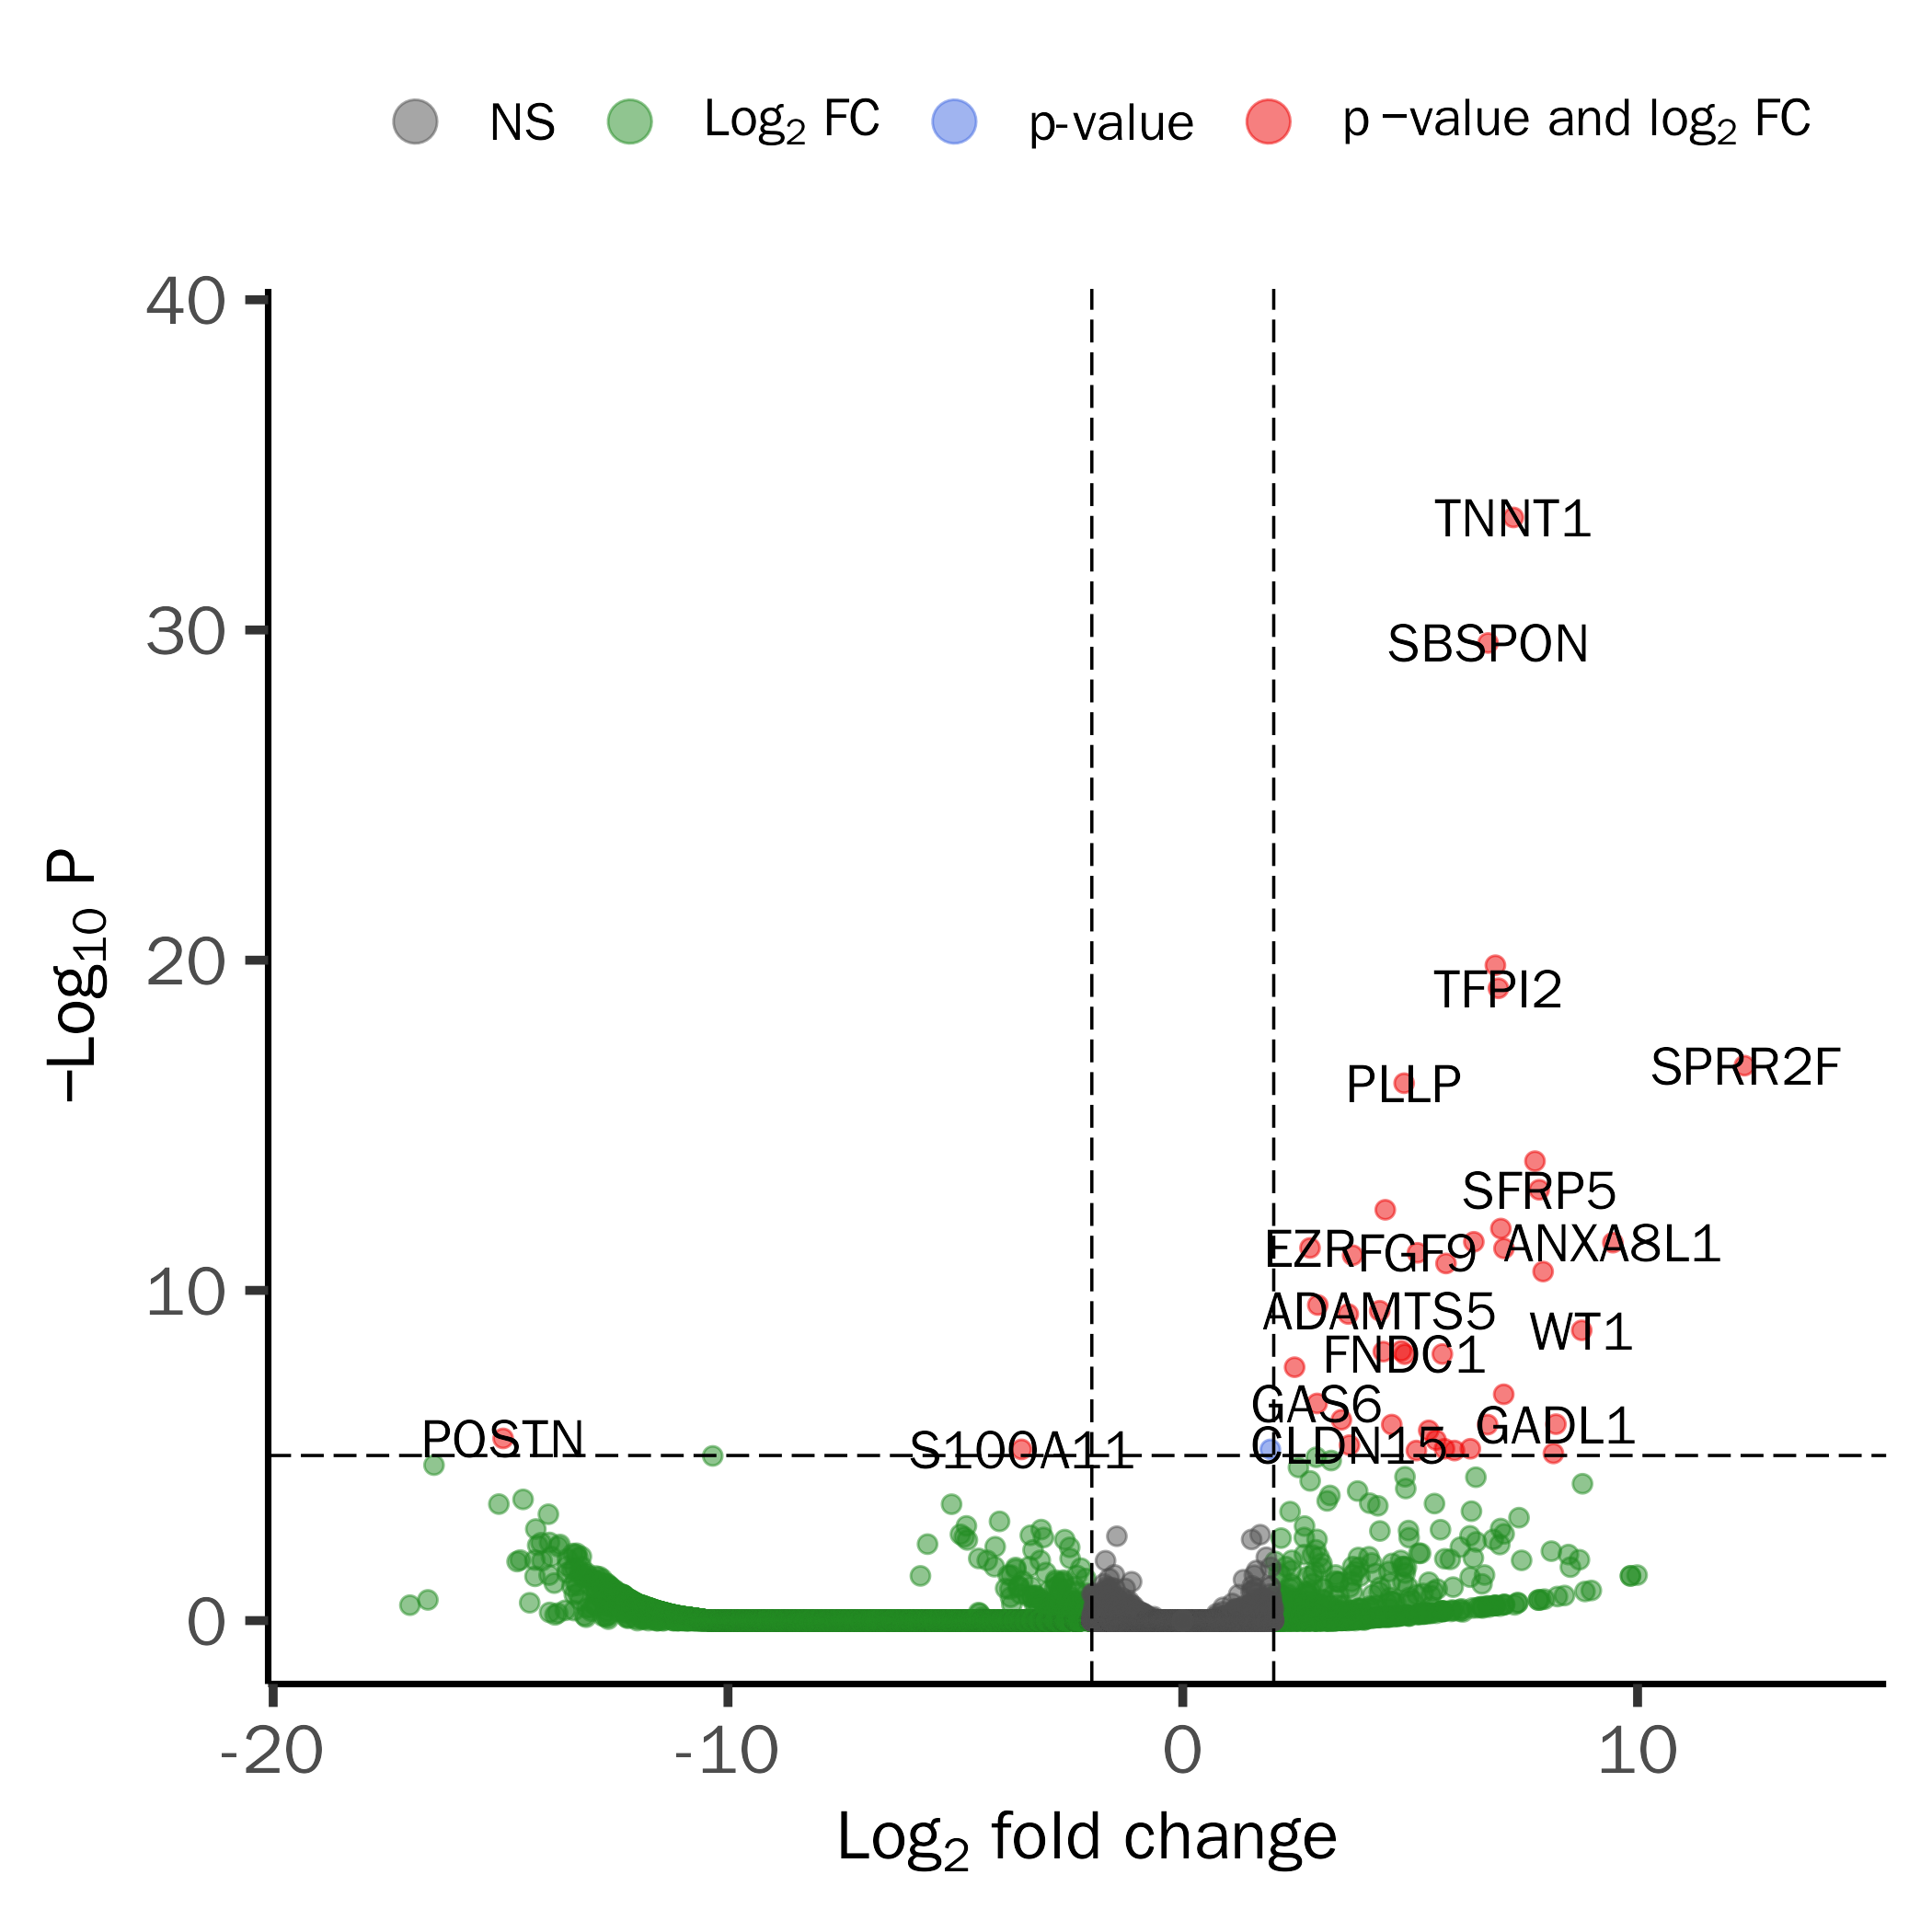 NS Log2 FC p-value p −value and log2 FC
40
30
20
10
0
−Log10 P
TNNT1
SBSPON
TFPI2
SPRR2F
PLLP
SFRP5
EZR FGF9 ANXA8L1
ADAMTS5
WT1
FNDC1
GAS6
GADL1
POSTN
S100A11
CLDN15
-20 -10 0 10
Log2 fold change